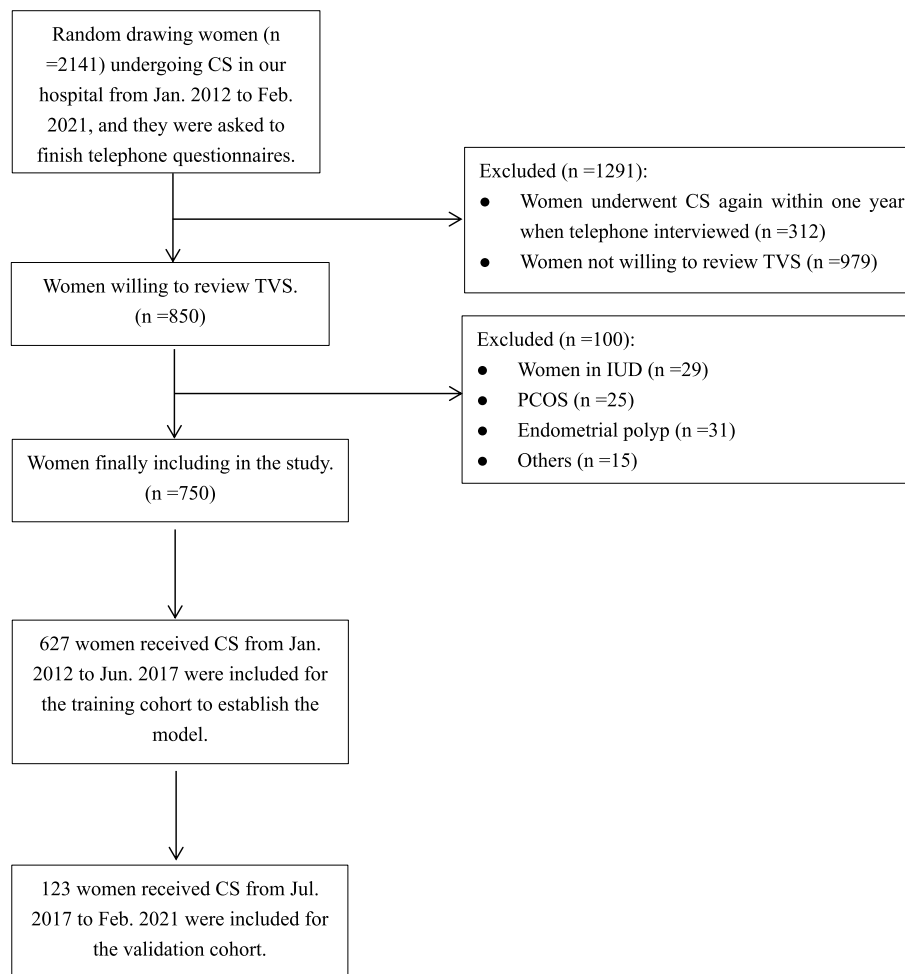 Random drawing women (n
=2141) undergoing CS in our
hospital from Jan. 2012 to Feb.
2021, and they were asked to
finish telephone questionnaires.
Excluded (n =1291):
● Women underwent CS again within one year
when telephone interviewed (n =312)
● Women not willing to review TVS (n =979)
Women willing to review TVS.
(n =850)
Excluded (n =100):
● Women in IUD (n =29)
● PCOS (n =25)
● Endometrial polyp (n =31)
● Others (n =15)
Women finally including in the study.
(n =750)
627 women received CS from Jan.
2012 to Jun. 2017 were included for
the training cohort to establish the
model.
123 women received CS from Jul.
2017 to Feb. 2021 were included for
the validation cohort.